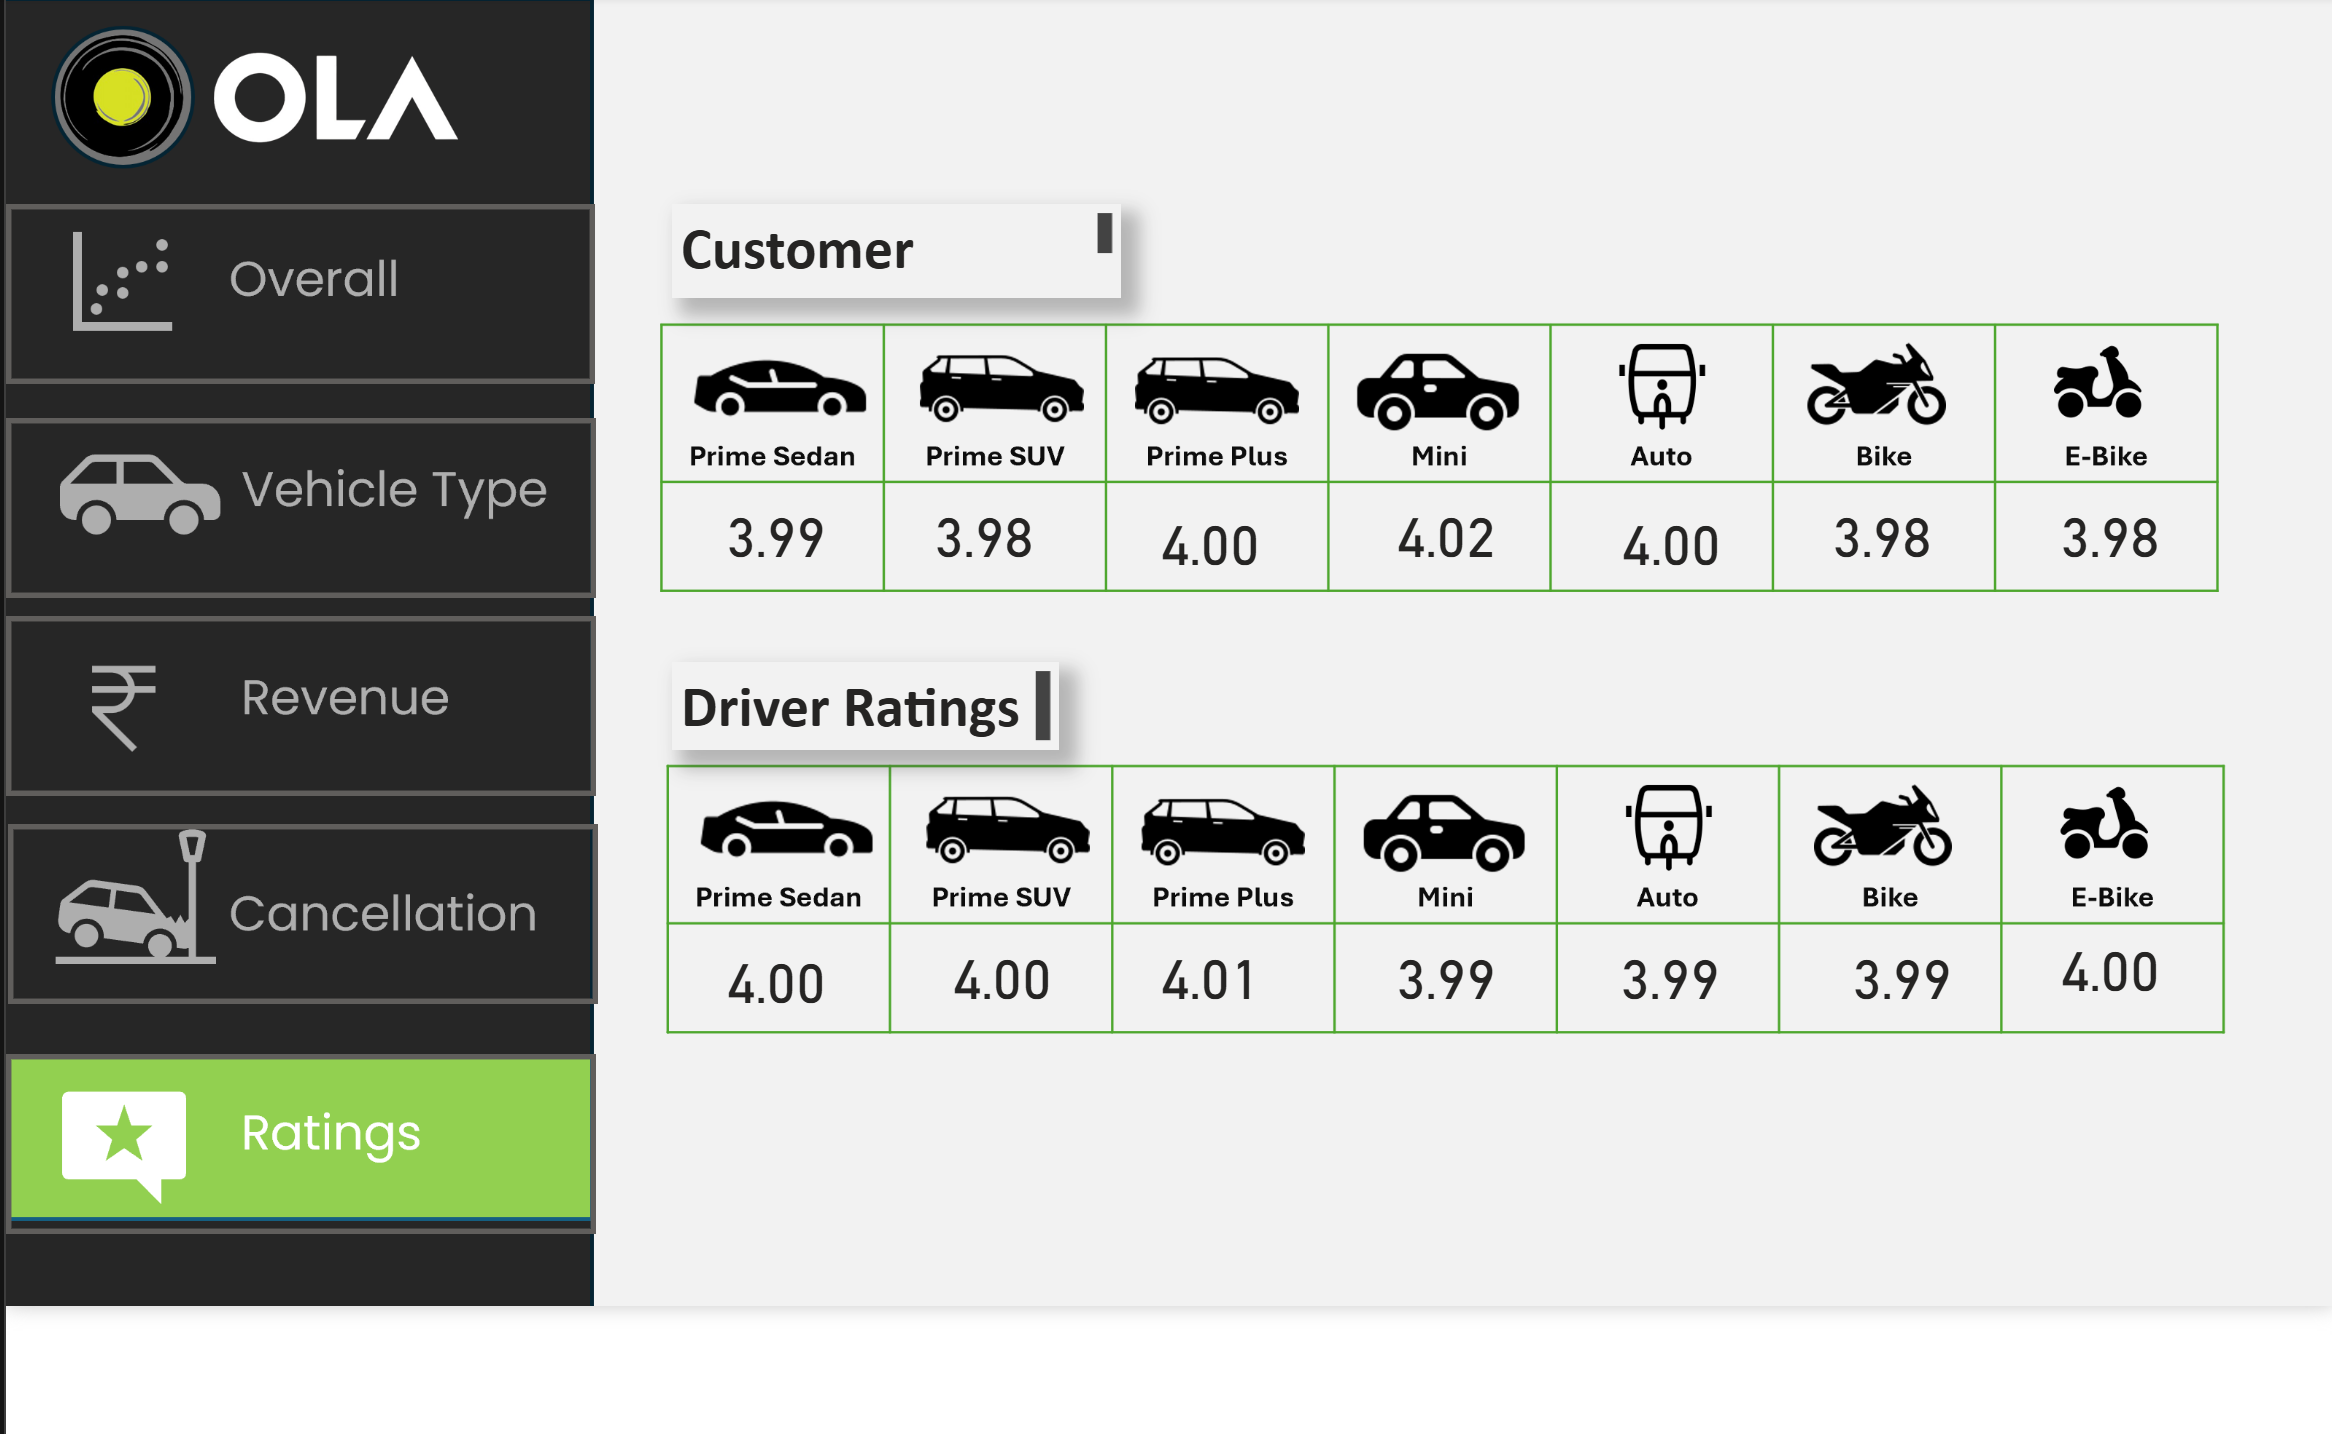 OLA
Overall
Vehicle Type
Revenue
Cancellation
Ratings
Customer
Prime Sedan Prime SUV Prime Plus Mini Auto Bike E-Bike
3.99 3.98 4.00 4.02 4.00 3.98 3.98
Driver Ratings
Prime Sedan Prime SUV Prime Plus Mini Auto Bike E-Bike
4.00 4.00 4.01 3.99 3.99 3.99 4.00